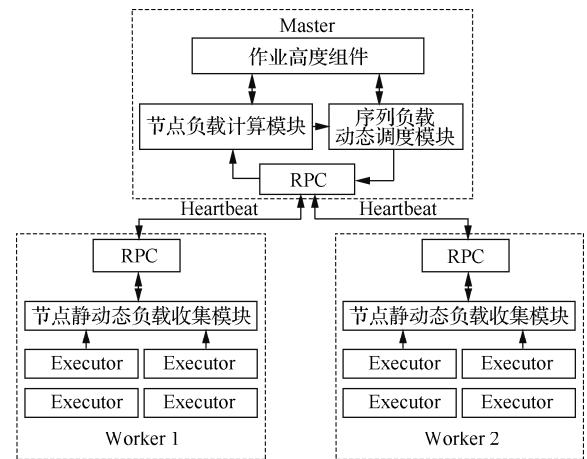 Master
作业高度组件
节点负载计算模块
序列负载
动态调度模块
RPC
Heartbeat
Heartbeat
RPC
RPC
节点静动态负载收集模块
节点静动态负载收集模块
Executor
Executor
Executor
Executor
Executor
Executor
Executor
Executor
Worker 1
Worker 2